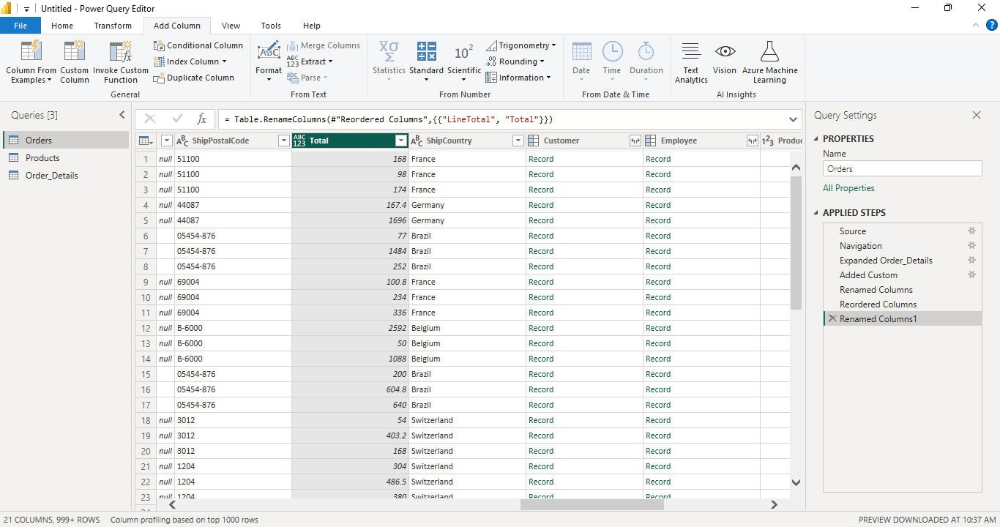 Untitled - Power Query Editor
File Home Transform Add Column View Tools Help
Column From Examples
Custom Column
Invoke Custom Function
Conditional Column
Index Column
Duplicate Column
General
Format
Merge Columns
Extract
Parse
From Text
Statistics
Standard
Scientific
Trigonometry
Rounding
Information
From Number
Date
Time
Duration
From Date & Time
Text Analytics
Vision
Azure Machine Learning
AI Insights
Queries [3]
Orders
Products
Order_Details
= Table.RenameColumns(#"Reordered Columns",{{"LineTotal", "Total"}})
ShipPostalCode Total ShipCountry Customer Employee Produc
1 null 51100 168 France Record Record
2 null 51100 98 France Record Record
3 null 51100 174 France Record Record
4 null 44087 167.4 Germany Record Record
5 null 44087 1696 Germany Record Record
6 05454-876 77 Brazil Record Record
7 05454-876 1484 Brazil Record Record
8 05454-876 252 Brazil Record Record
9 null 69004 100.8 France Record Record
10 null 69004 234 France Record Record
11 null 69004 336 France Record Record
12 null B-6000 2592 Belgium Record Record
13 null B-6000 50 Belgium Record Record
14 null B-6000 1088 Belgium Record Record
15 05454-876 200 Brazil Record Record
16 05454-876 604.8 Brazil Record Record
17 05454-876 640 Brazil Record Record
18 null 3012 54 Switzerland Record Record
19 null 3012 403.2 Switzerland Record Record
20 null 3012 168 Switzerland Record Record
21 null 1204 304 Switzerland Record Record
22 null 1204 486.5 Switzerland Record Record
23 null 1204 380 Switzerland Record Record
Query Settings
PROPERTIES
Name
Orders
All Properties
APPLIED STEPS
Source
Navigation
Expanded Order_Details
Added Custom
Renamed Columns
Reordered Columns
Renamed Columns1
21 COLUMNS, 999+ ROWS Column profiling based on top 1000 rows
PREVIEW DOWNLOADED AT 10:37 AM